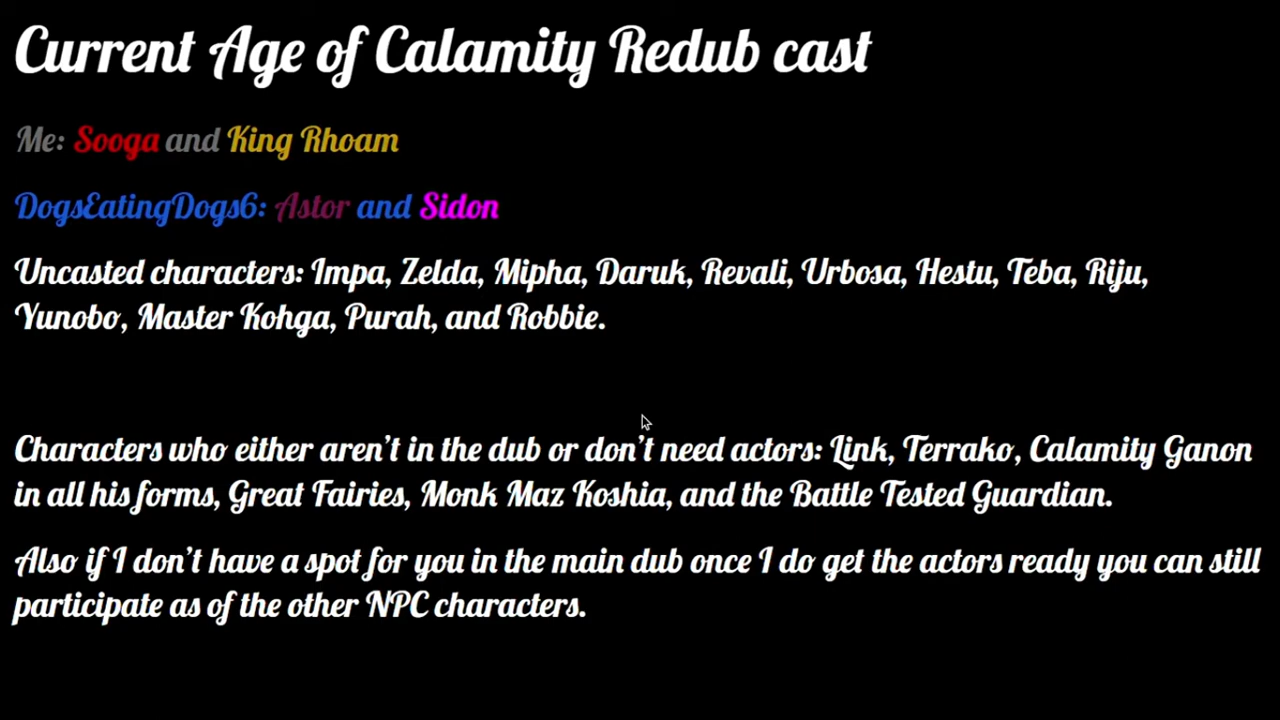 Current Age of Calamity Redub cast
Me: Sooga and King Rhoam
DogsEatingDogs6: Astor and Sidon
Uncasted characters: Impa, Zelda, Mipha, Daruk, Revali, Urbosa, Hestu, Teba, Riju,
Yunobo, Master Kohga, Purah, and Robbie.
Characters who either aren't in the dub or don't need actors: Link, Terrako, Calamity Ganon
in all his forms, Great Fairies, Monk Maz Koshia, and the Battle Tested Guardian.
Also if I don't have a spot for you in the main dub once I do get the actors ready you can still
participate as of the other NPC characters.